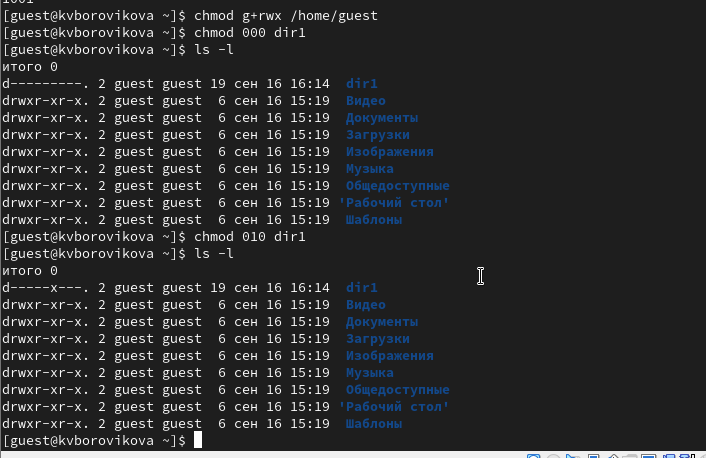 [guest@kvborovikova ~]$ chmod g+rwx /home/guest
[guest@kvborovikova ~]$ chmod 000 dir1
[guest@kvborovikova ~]$ ls -l
итого 0
d---------. 2 guest guest 19 сен 16 16:14  dir1
drwxr-xr-x. 2 guest guest  6 сен 16 15:19  Видео
drwxr-xr-x. 2 guest guest  6 сен 16 15:19  Документы
drwxr-xr-x. 2 guest guest  6 сен 16 15:19  Загрузки
drwxr-xr-x. 2 guest guest  6 сен 16 15:19  Изображения
drwxr-xr-x. 2 guest guest  6 сен 16 15:19  Музыка
drwxr-xr-x. 2 guest guest  6 сен 16 15:19  Общедоступные
drwxr-xr-x. 2 guest guest  6 сен 16 15:19 'Рабочий стол'
drwxr-xr-x. 2 guest guest  6 сен 16 15:19  Шаблоны
[guest@kvborovikova ~]$ chmod 010 dir1
[guest@kvborovikova ~]$ ls -l
итого 0
d-----x---. 2 guest guest 19 сен 16 16:14  dir1
drwxr-xr-x. 2 guest guest  6 сен 16 15:19  Видео
drwxr-xr-x. 2 guest guest  6 сен 16 15:19  Документы
drwxr-xr-x. 2 guest guest  6 сен 16 15:19  Загрузки
drwxr-xr-x. 2 guest guest  6 сен 16 15:19  Изображения
drwxr-xr-x. 2 guest guest  6 сен 16 15:19  Музыка
drwxr-xr-x. 2 guest guest  6 сен 16 15:19  Общедоступные
drwxr-xr-x. 2 guest guest  6 сен 16 15:19 'Рабочий стол'
drwxr-xr-x. 2 guest guest  6 сен 16 15:19  Шаблоны
[guest@kvborovikova ~]$